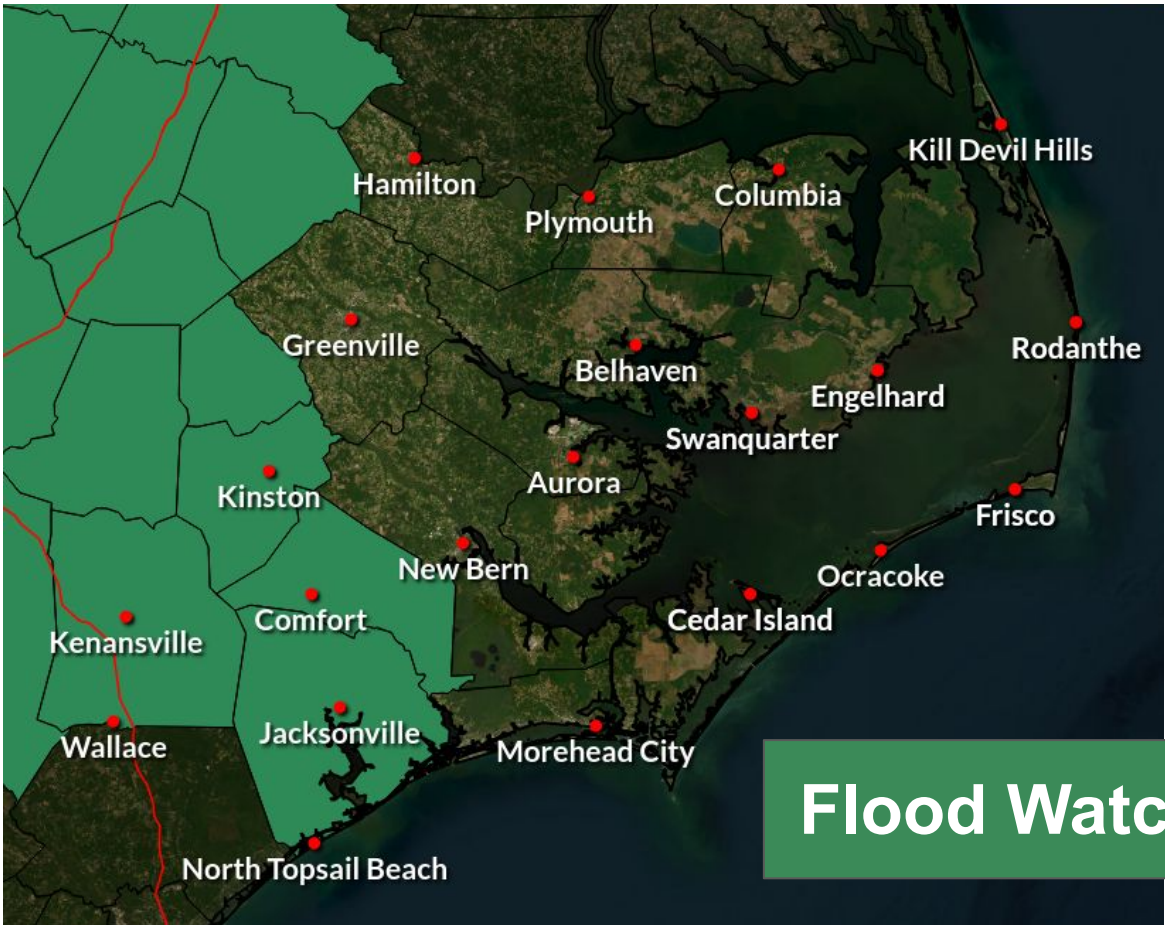 Kill Devil Hills
Hamilton
Columbia
Plymouth
Greenville
Rodanthe
Belhaven
Engelhard
Swanquarter
Aurora
Kinston
Frisco
New Bern
Ocracoke
Comfort
Cedar Island
Kenansville
Jacksonville
Wallace
Morehead City
Flood Watc
North Topsail Beach